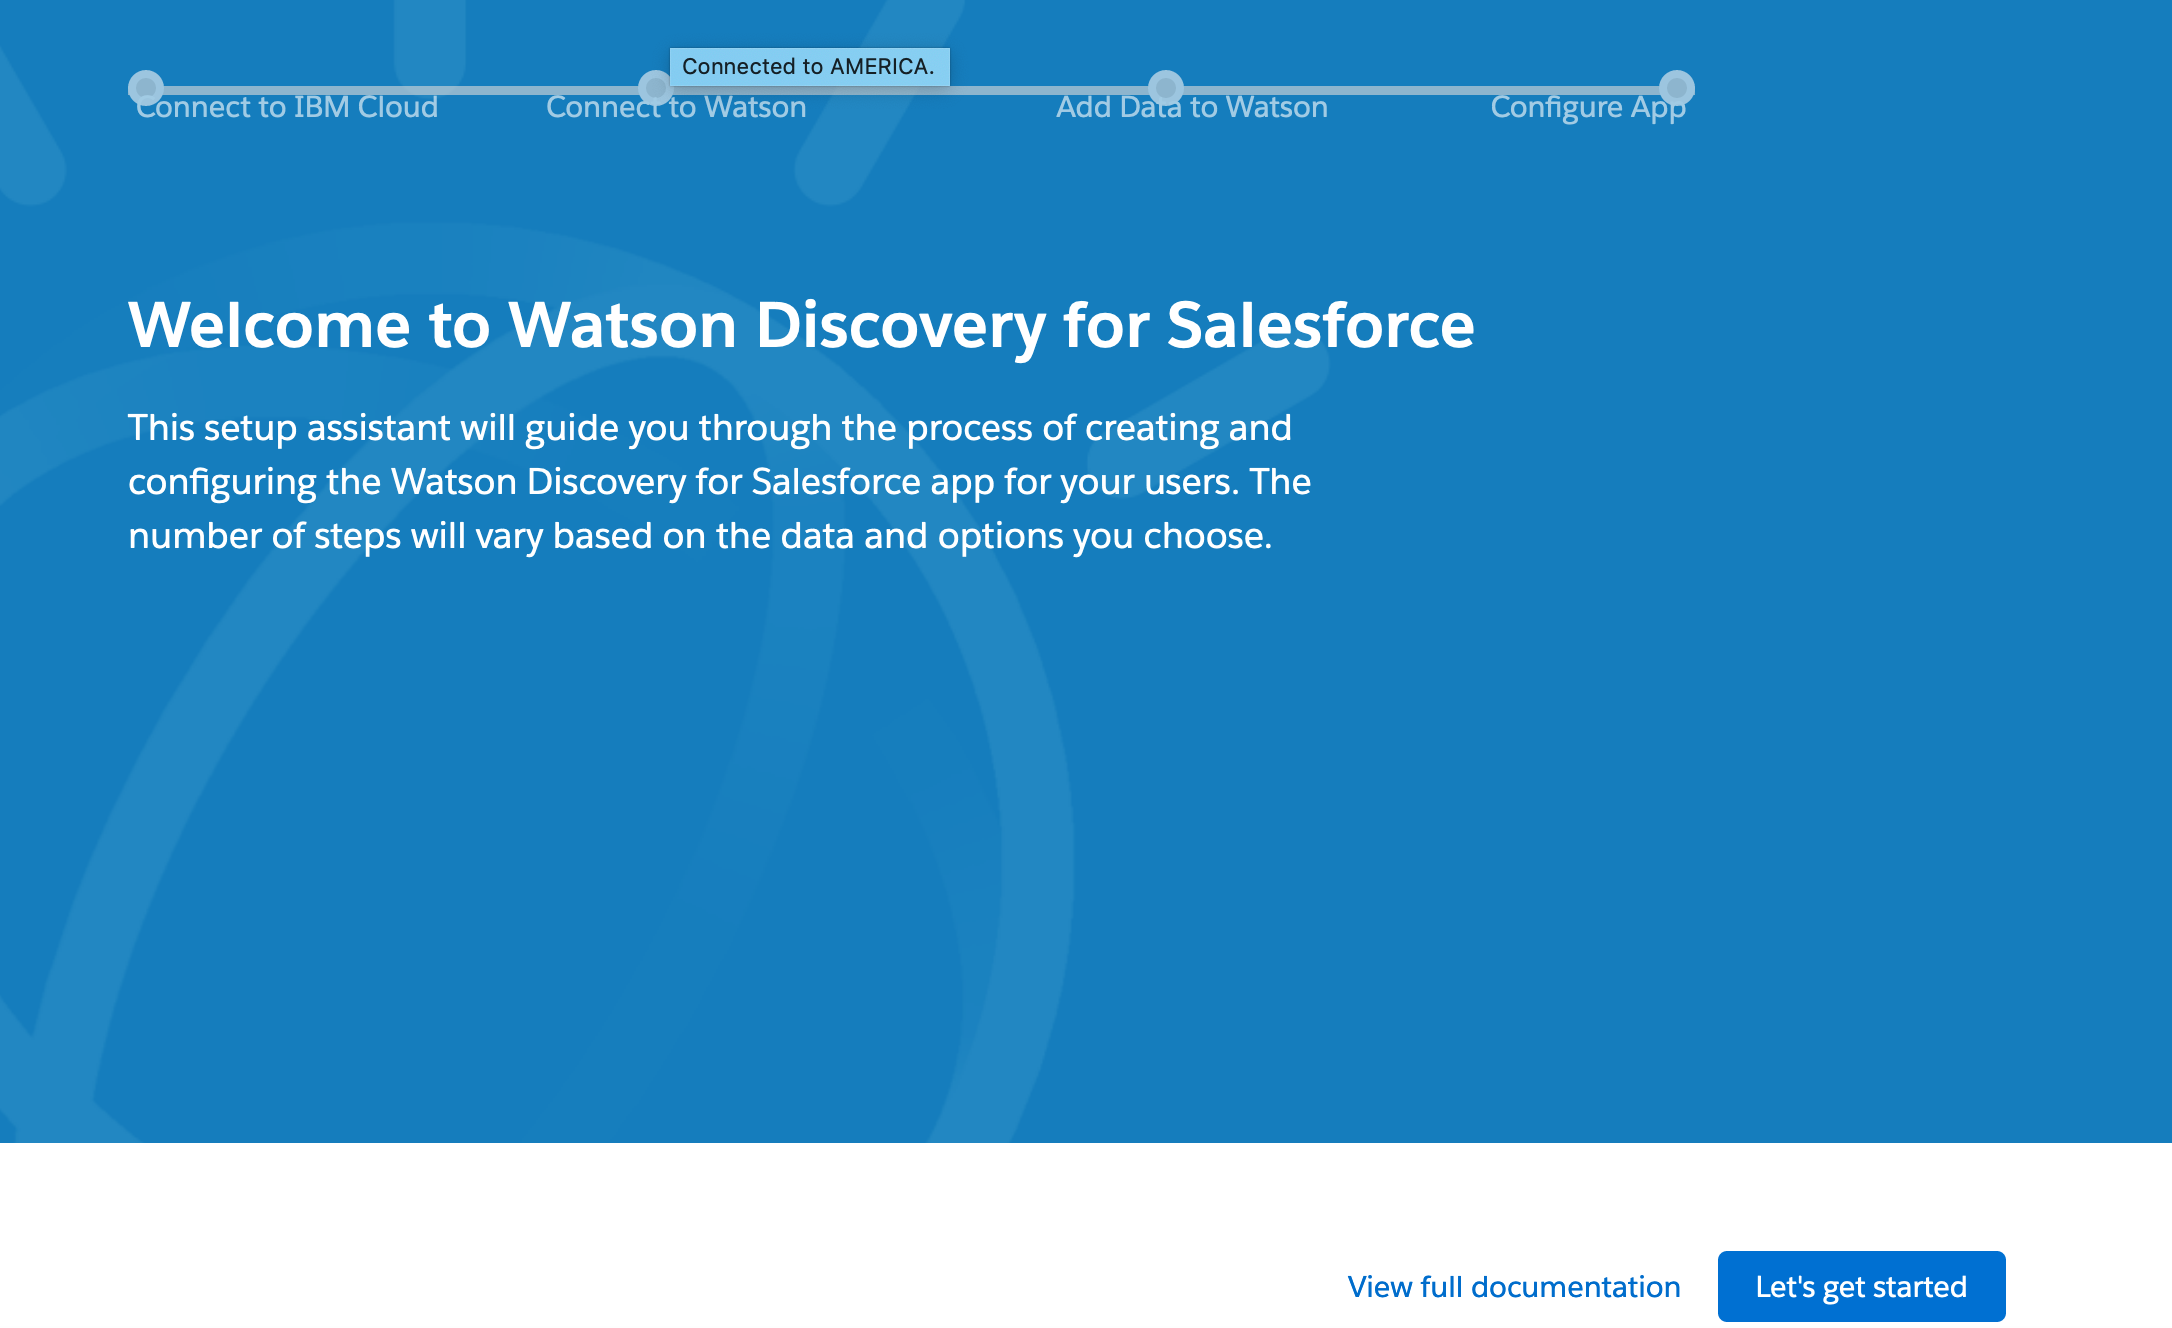 Connected to AMERICA.
Connect to IBM Cloud
Connect to Watson
Add Data to Watson
Configure App
Welcome to Watson Discovery for Salesforce
This setup assistant will guide you through the process of creating and
configuring the Watson Discovery for Salesforce app for your users. The
number of steps will vary based on the data and options you choose.
View full documentation
Let's get started